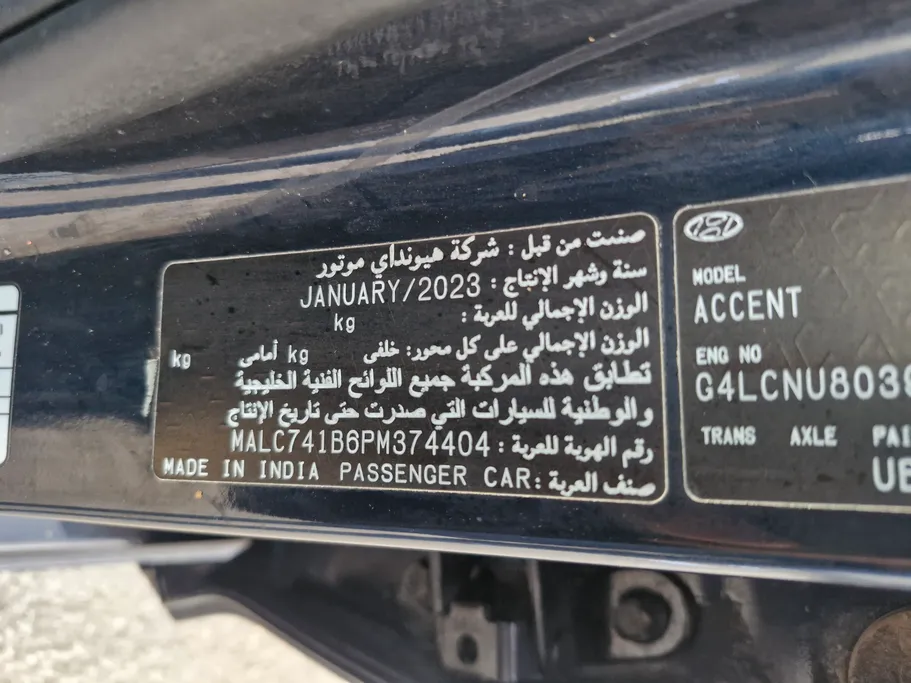 صنعت من قبل : شركة هيونداي موتور
سنة وشهر الإنتاج : JANUARY/2023
الوزن الإجمالي للعربة : kg
الوزن الإجمالي على كل محور: خلفى kg أمامى kg
تطابق هذه المركبة جميع اللوائح الفنية الخليجية
والوطنية للسيارات التي صدرت حتى تاريخ الإنتاج
رقم الهوية للعربة : MALC741B6PM374404
صنف العربة : PASSENGER CAR MADE IN INDIA
MODEL
ACCENT
ENG NO
G4LCNU803
TRANS AXLE